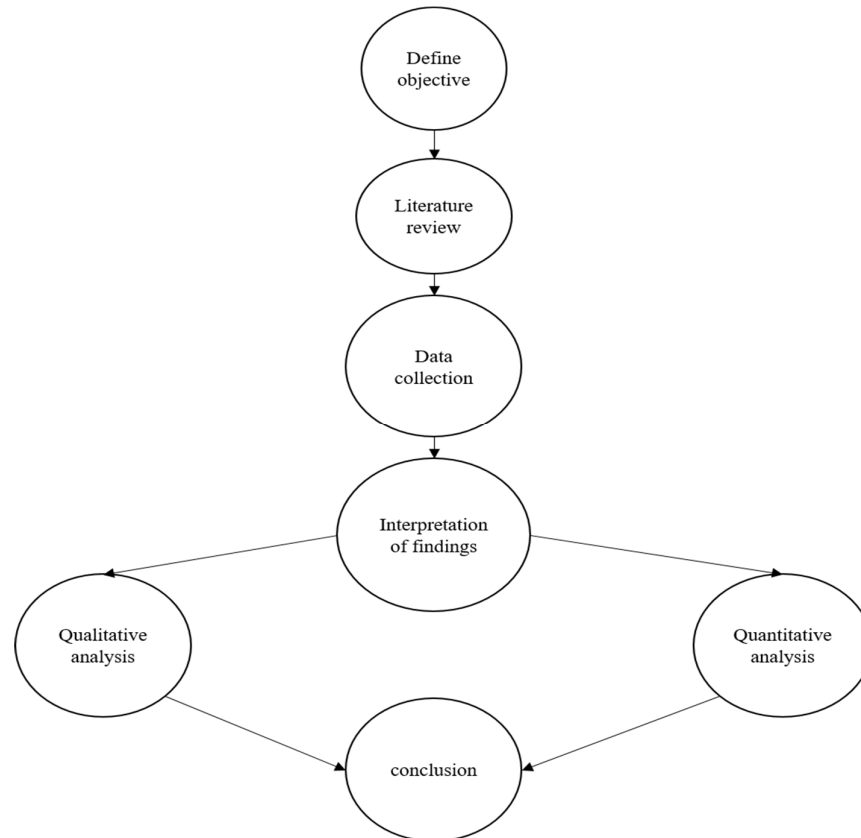 Define
objective
Literature
review
Data
collection
Interpretation
of findings
Qualitative
analysis
Quantitative
analysis
conclusion